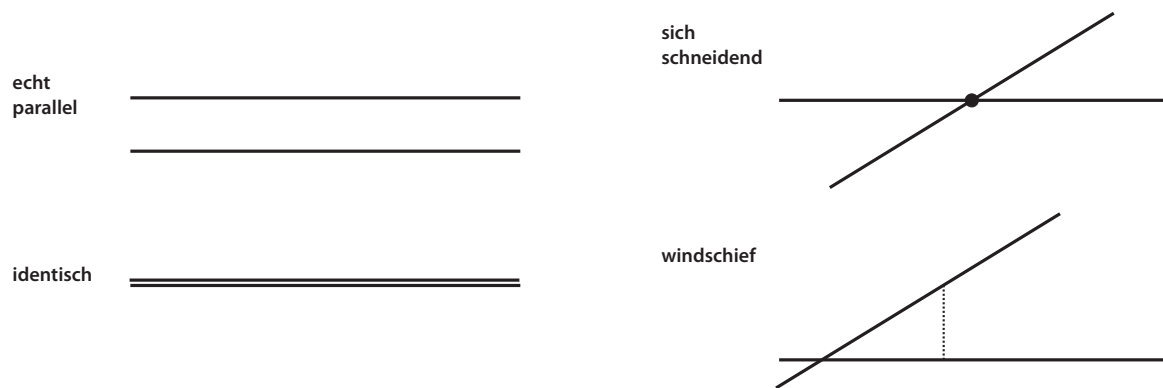 echt
parallel
identisch
sich
schneidend
windschief